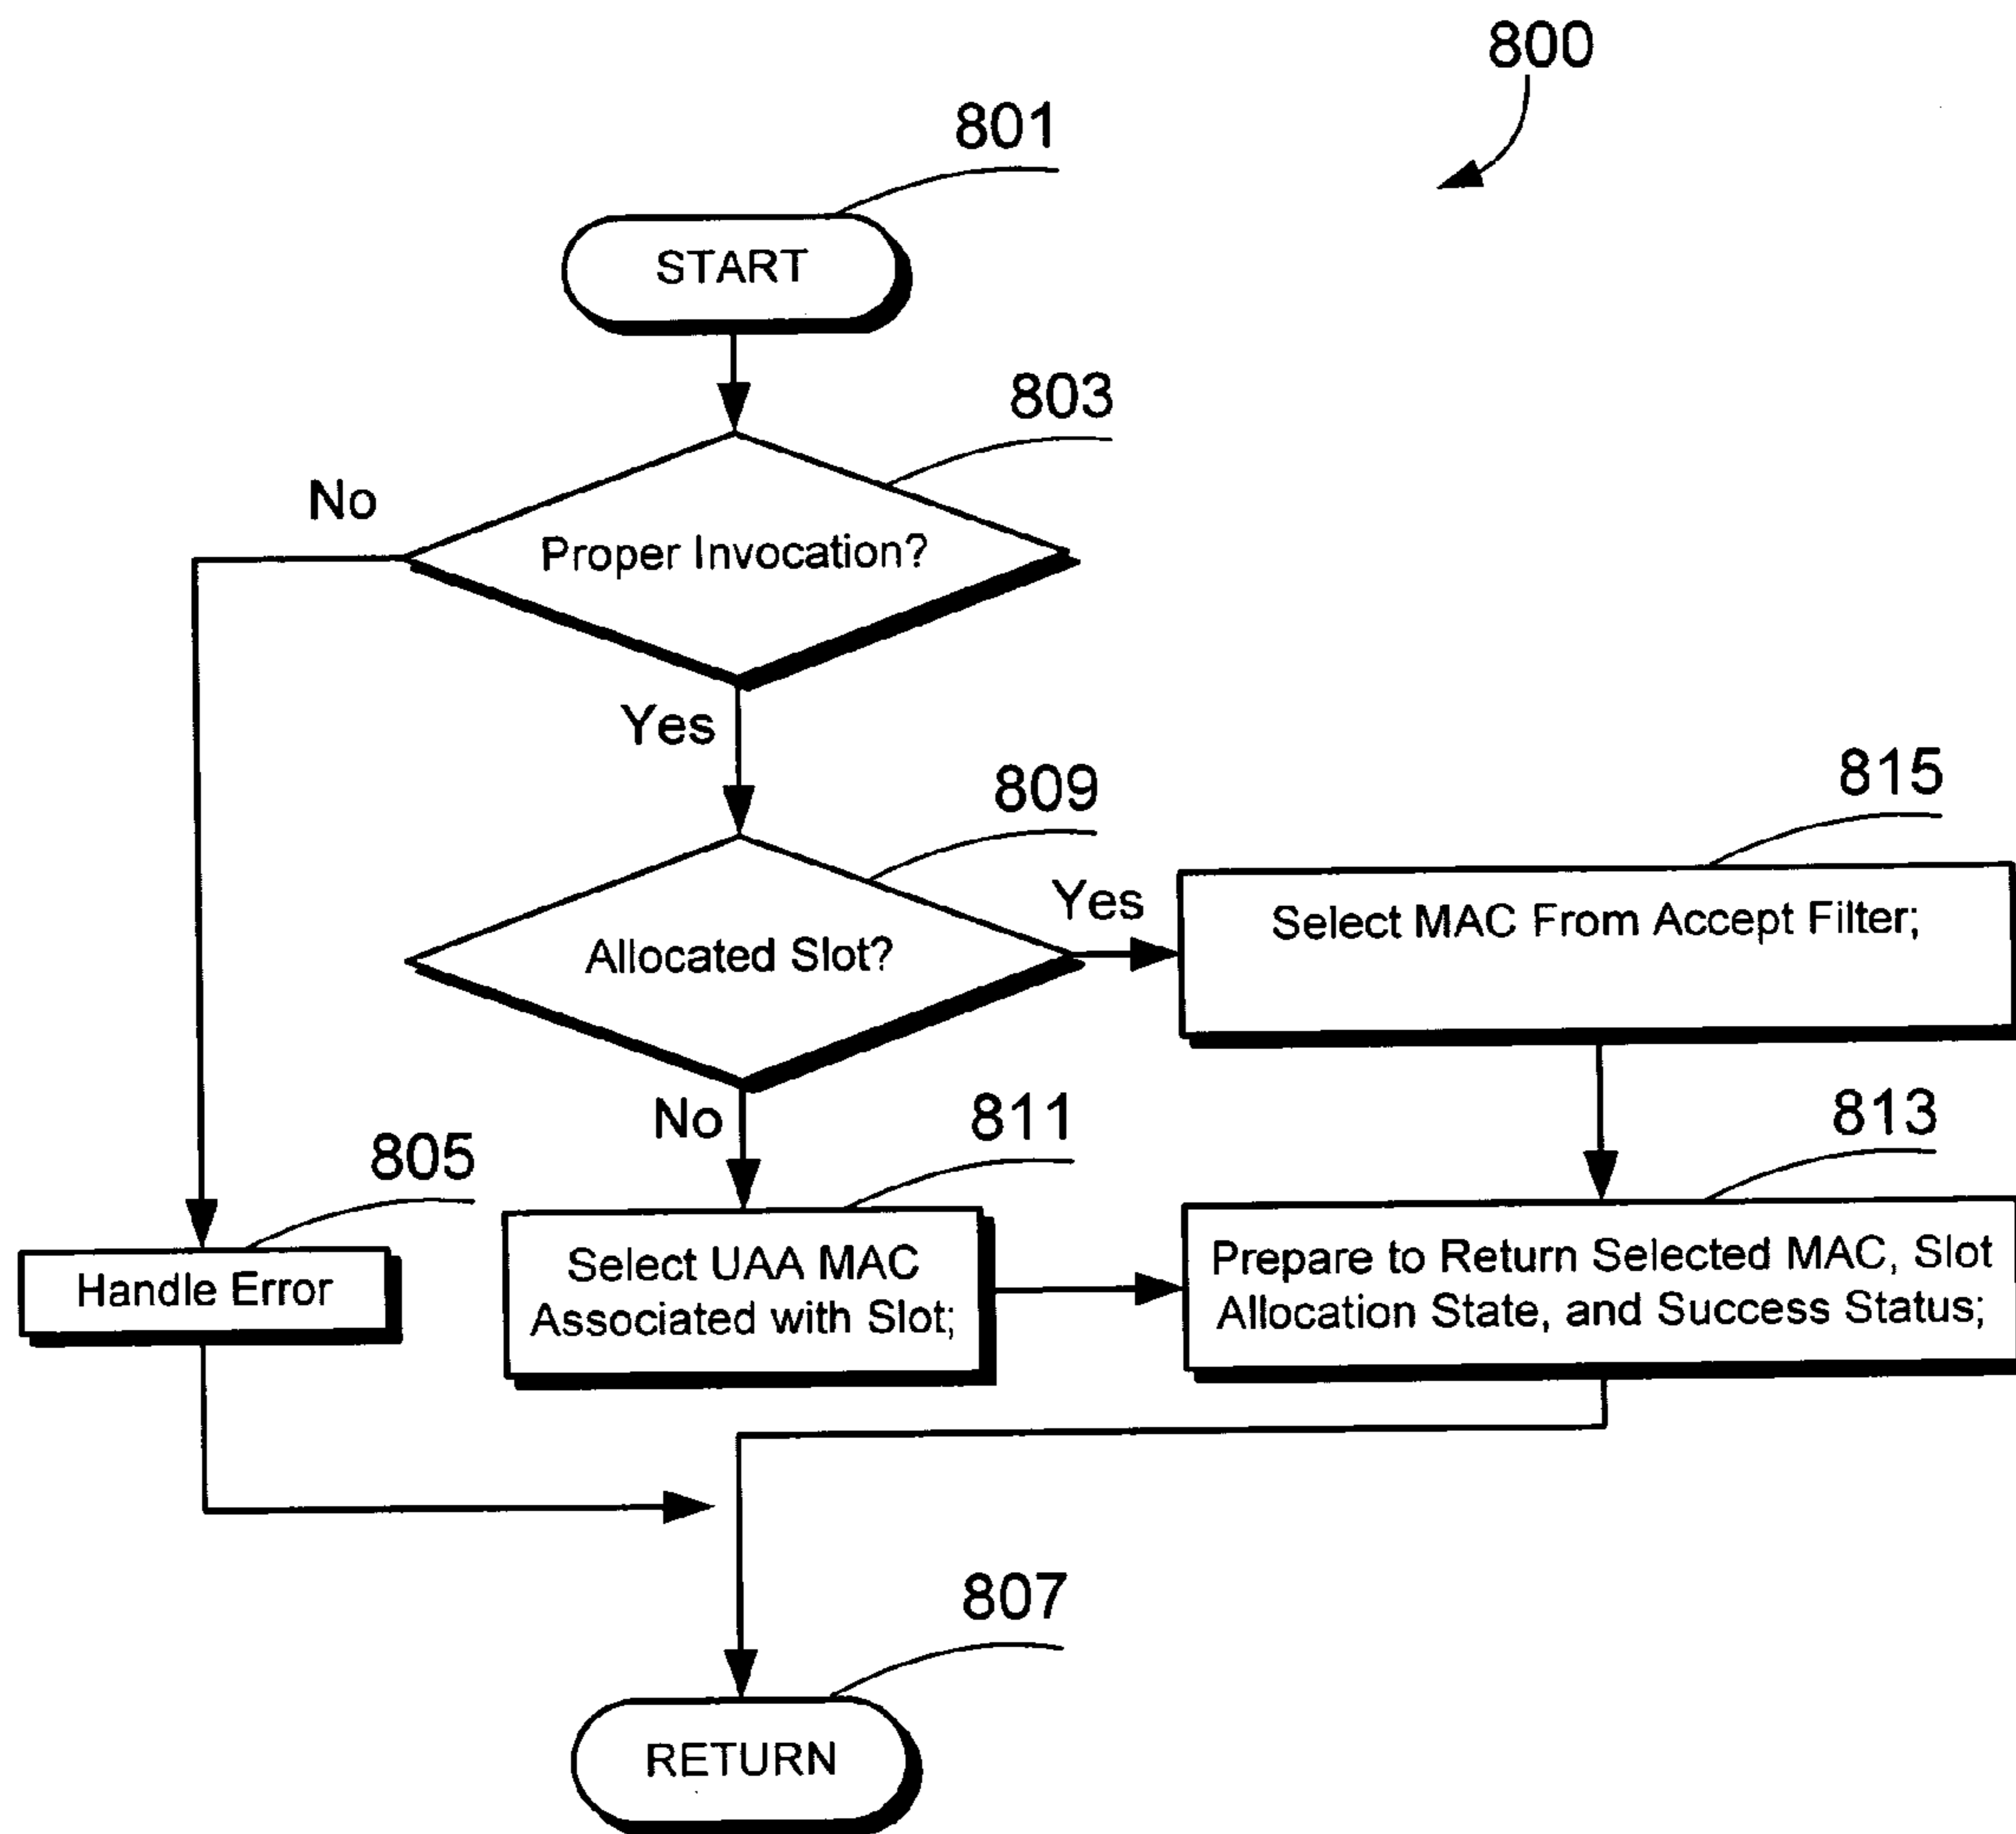 800
801
START
803
No
Proper Invocation?
Yes
809
815
Yes
Select MAC From Accept Filter;
Allocated Slot?
No
811
813
805
Select UAA MAC
Associated with Slot;
Prepare to Return Selected MAC, Slot
Allocation State, and Success Status;
Handle Error
807
RETURN